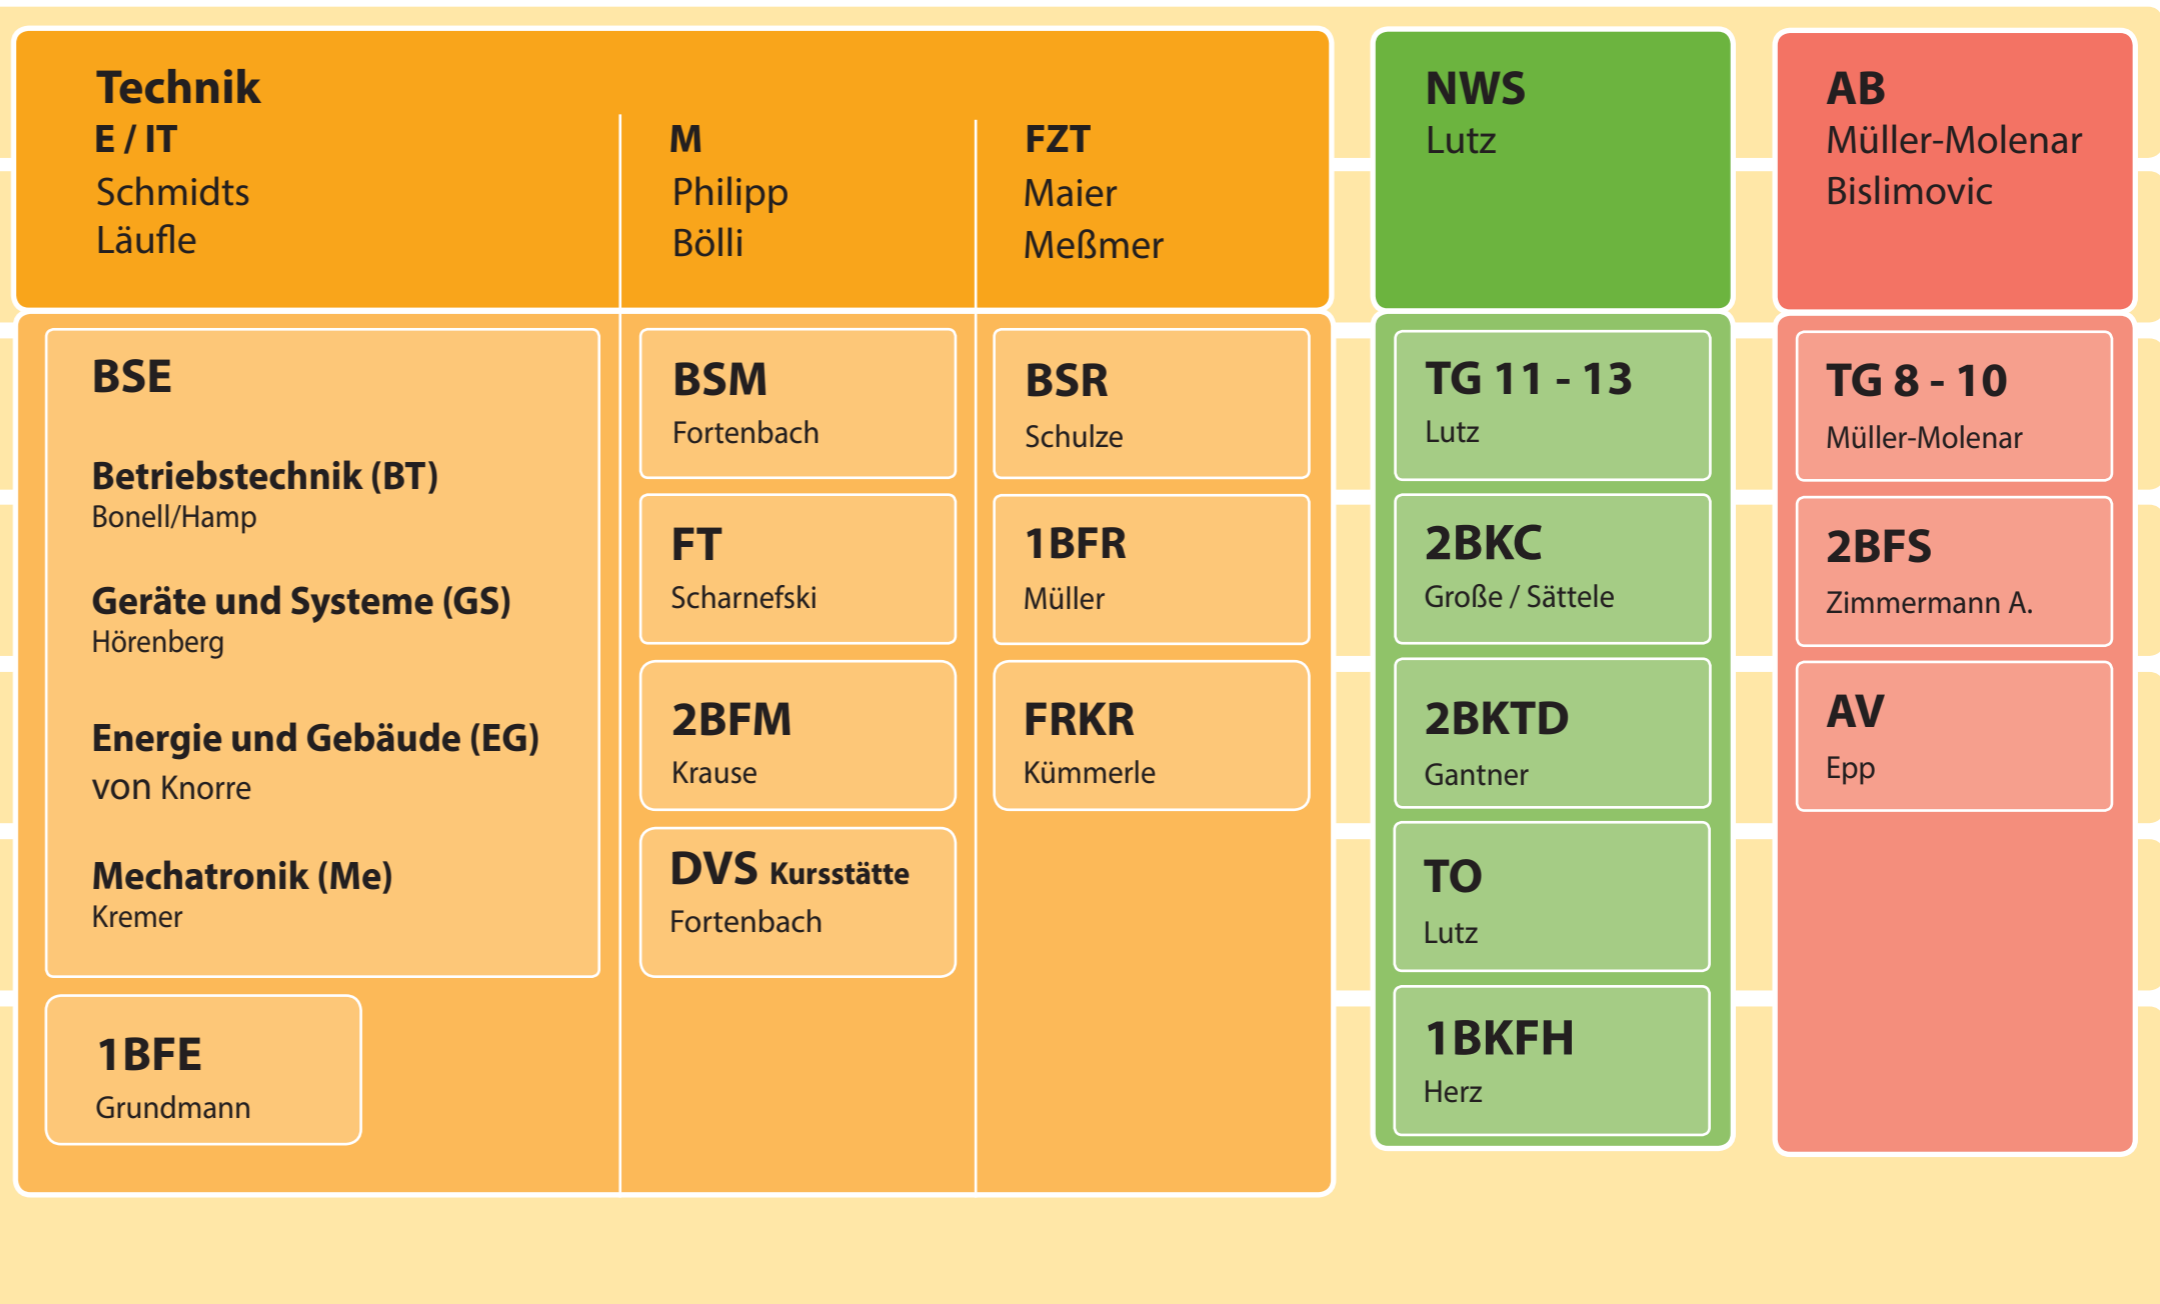 Technik
E / IT
Schmidts
Läufle
M
Philipp
Bölli
FZT
Maier
Meßmer
BSE
Betriebstechnik (BT)
Bonell/Hamp
Geräte und Systeme (GS)
Hörenberg
Energie und Gebäude (EG)
von Knorre
Mechatronik (Me)
Kremer
1BFE
Grundmann
BSM
Fortenbach
FT
Scharnefski
2BFM
Krause
DVS Kursstätte
Fortenbach
BSR
Schulze
1BFR
Müller
FRKR
Kümmerle
NWS
Lutz
TG 11 - 13
Lutz
2BKC
Große / Sättele
2BKTD
Gantner
TO
Lutz
1BKFH
Herz
AB
Müller-Molenar
Bislimovic
TG 8 - 10
Müller-Molenar
2BFS
Zimmermann A.
AV
Epp